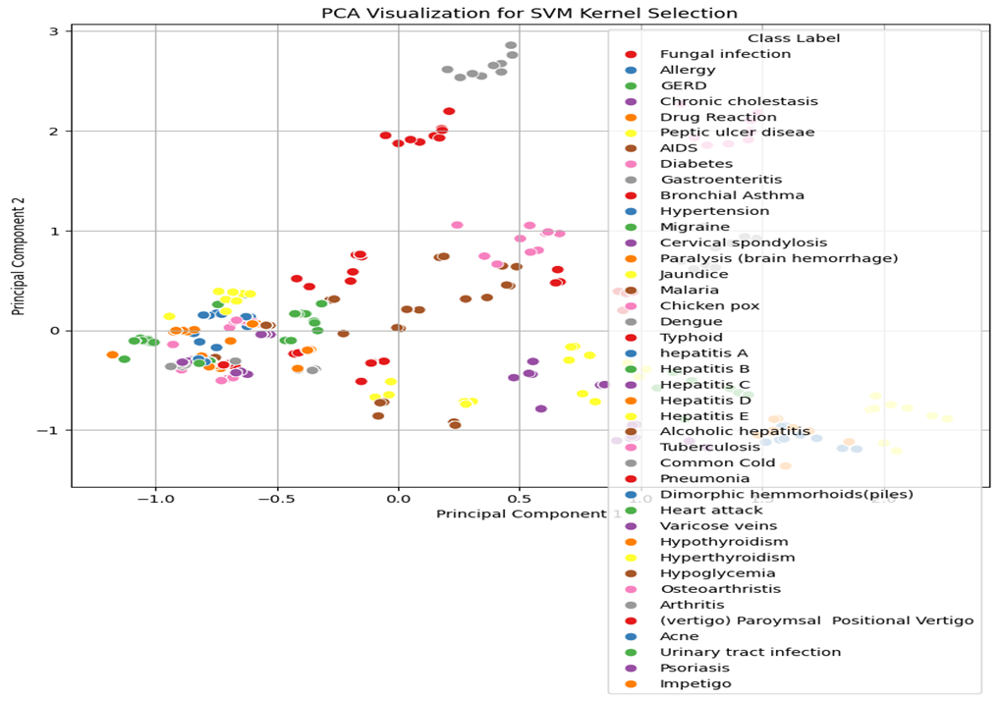 PCA Visualization for SVM Kernel Selection
3
2
1
0
−1
Principal Component 2
−1.0
−0.5
0.0
0.5
1.0
1.5
2.0
Principal Component 1
Class Label
Fungal infection
Allergy
GERD
Chronic cholestasis
Drug Reaction
Peptic ulcer diseae
AIDS
Diabetes
Gastroenteritis
Bronchial Asthma
Hypertension
Migraine
Cervical spondylosis
Paralysis (brain hemorrhage)
Jaundice
Malaria
Chicken pox
Dengue
Typhoid
hepatitis A
Hepatitis B
Hepatitis C
Hepatitis D
Hepatitis E
Alcoholic hepatitis
Tuberculosis
Common Cold
Pneumonia
Dimorphic hemmorhoids(piles)
Heart attack
Varicose veins
Hypothyroidism
Hyperthyroidism
Hypoglycemia
Osteoarthristis
Arthritis
(vertigo) Paroymsal  Positional Vertigo
Acne
Urinary tract infection
Psoriasis
Impetigo